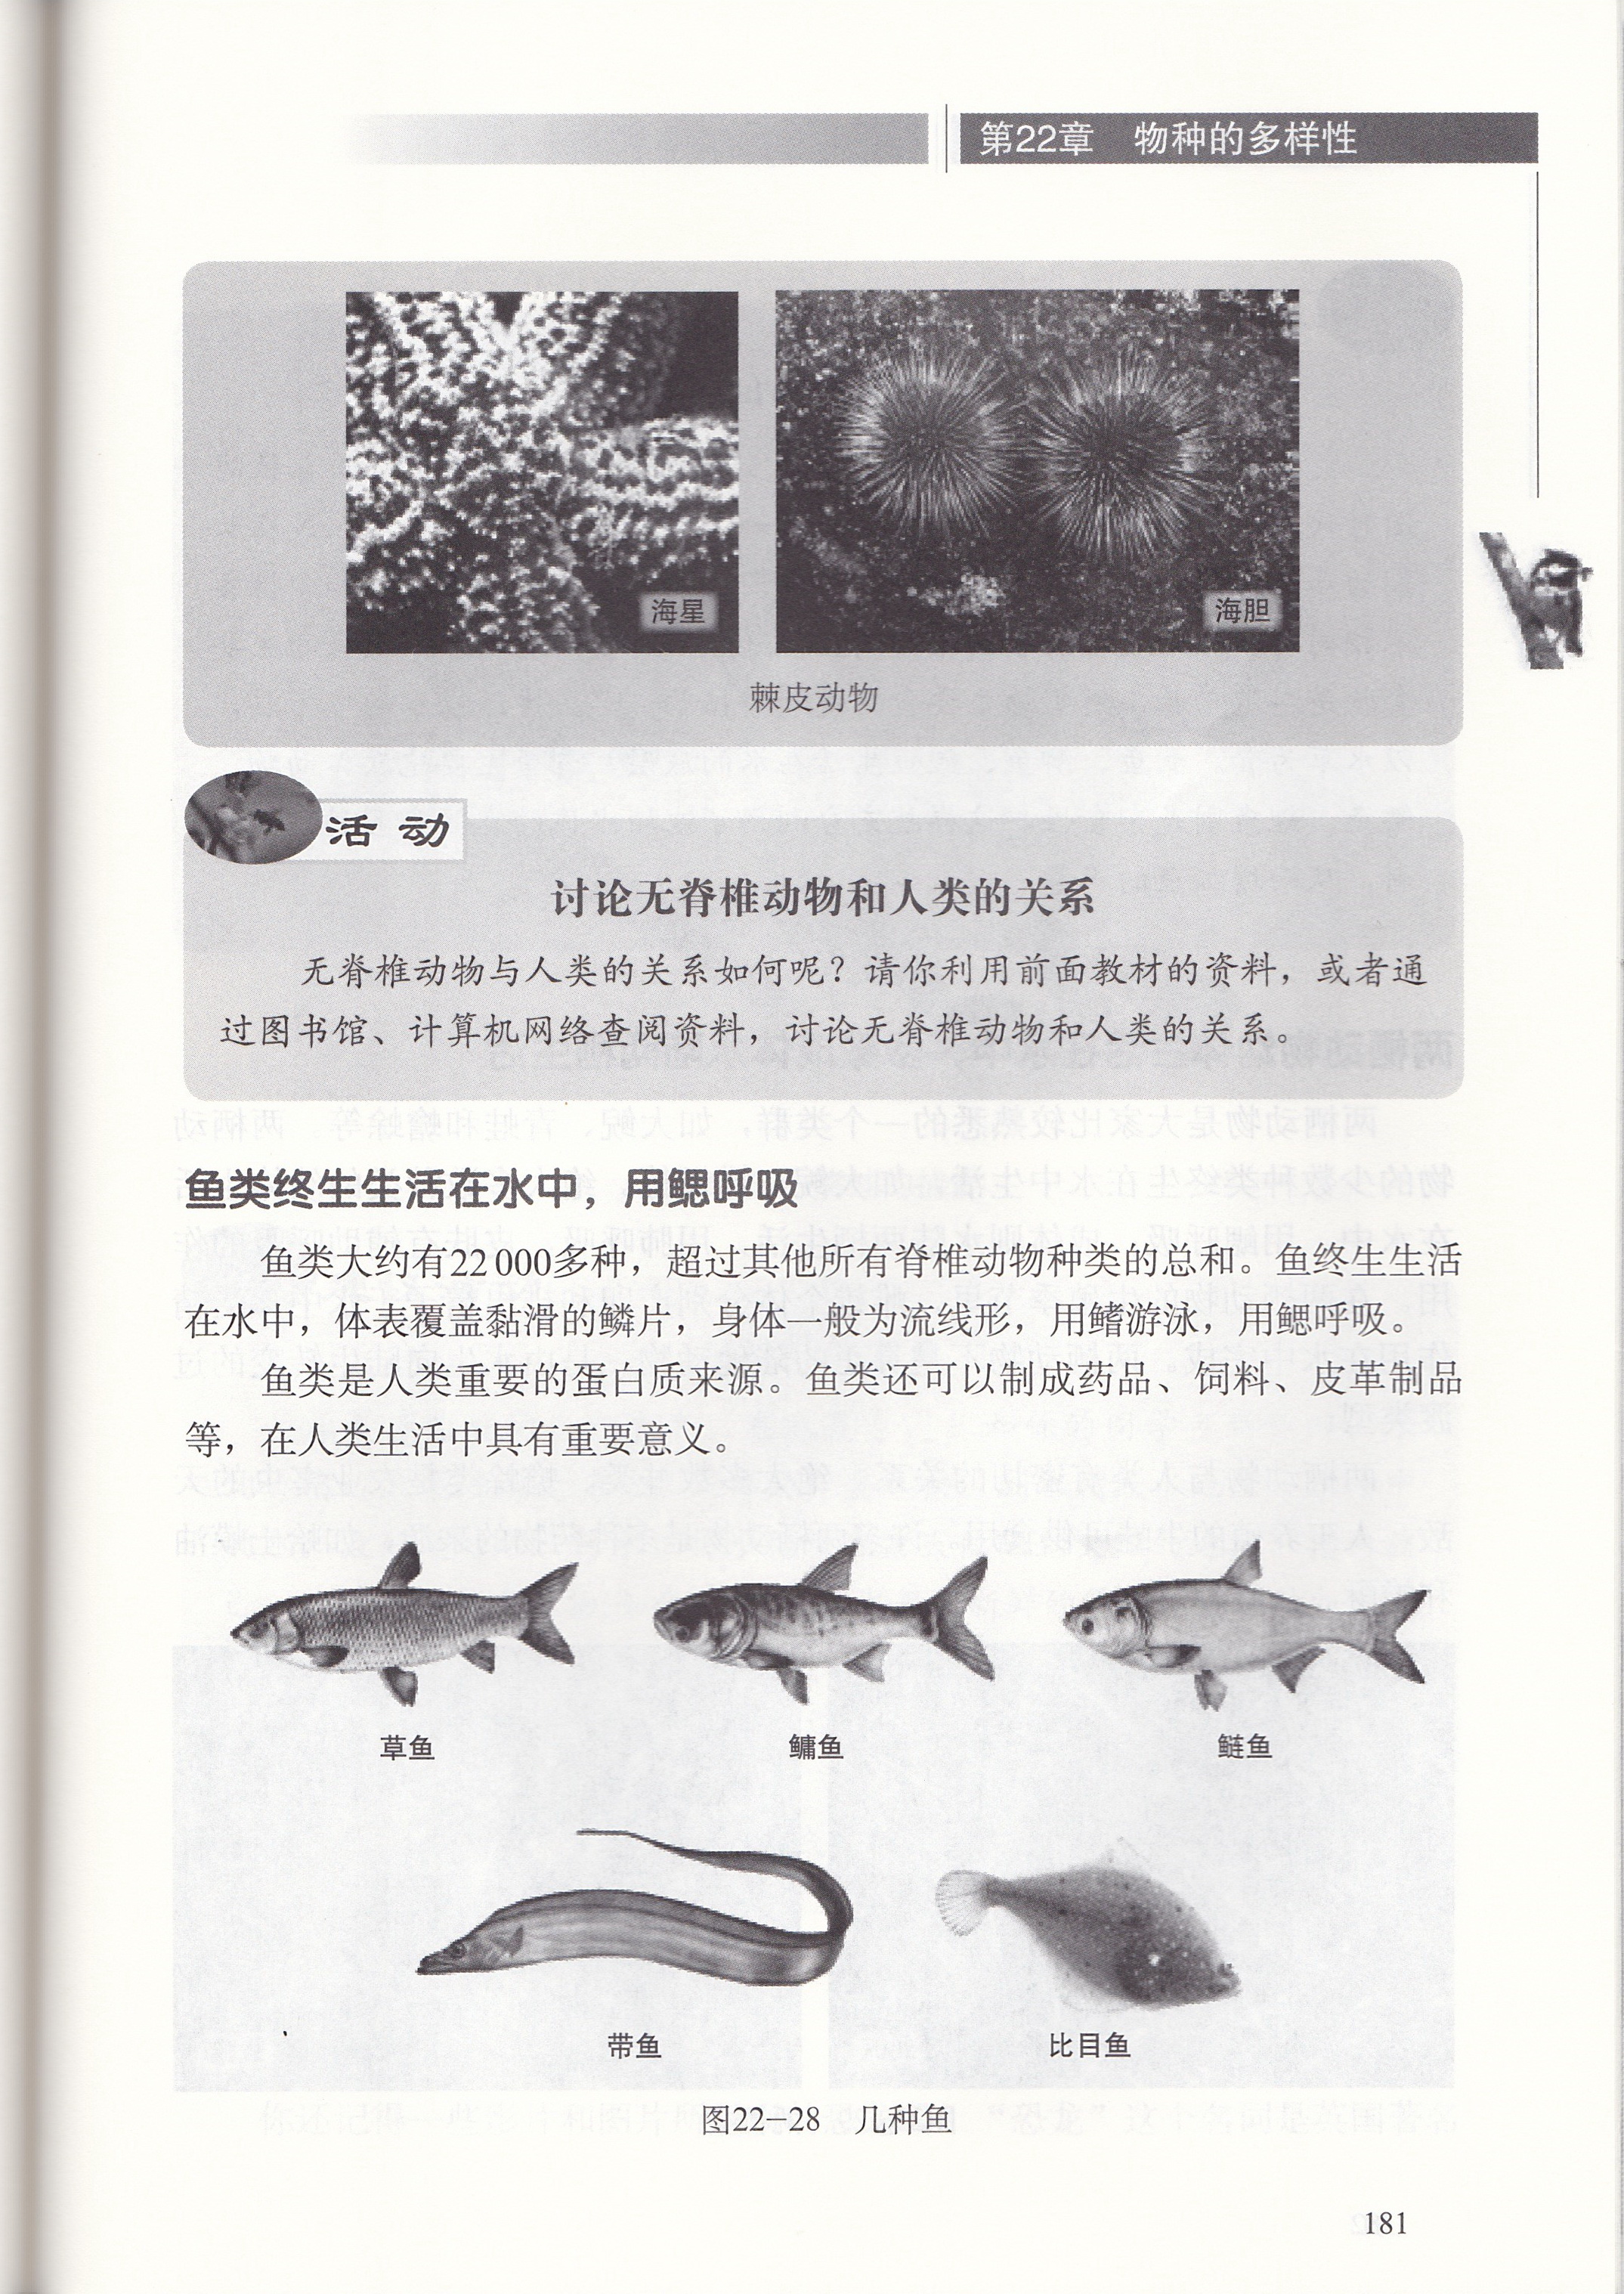 第22章 物种的多样性
海星
海胆
棘皮动物
活 动
讨论无脊椎动物和人类的关系
无脊椎动物与人类的关系如何呢？请你利用前面教材的资料，或者通
过图书馆、计算机网络查阅资料，讨论无脊椎动物和人类的关系。
鱼类终生生活在水中，用鳃呼吸
鱼类大约有22 000多种，超过其他所有脊椎动物种类的总和。鱼终生生活
在水中，体表覆盖黏滑的鳞片，身体一般为流线形，用鳍游泳，用鳃呼吸。
鱼类是人类重要的蛋白质来源。鱼类还可以制成药品、饲料、皮革制品
等，在人类生活中具有重要意义。
草鱼
鳙鱼
鲢鱼
带鱼
比目鱼
图22-28 几种鱼
181